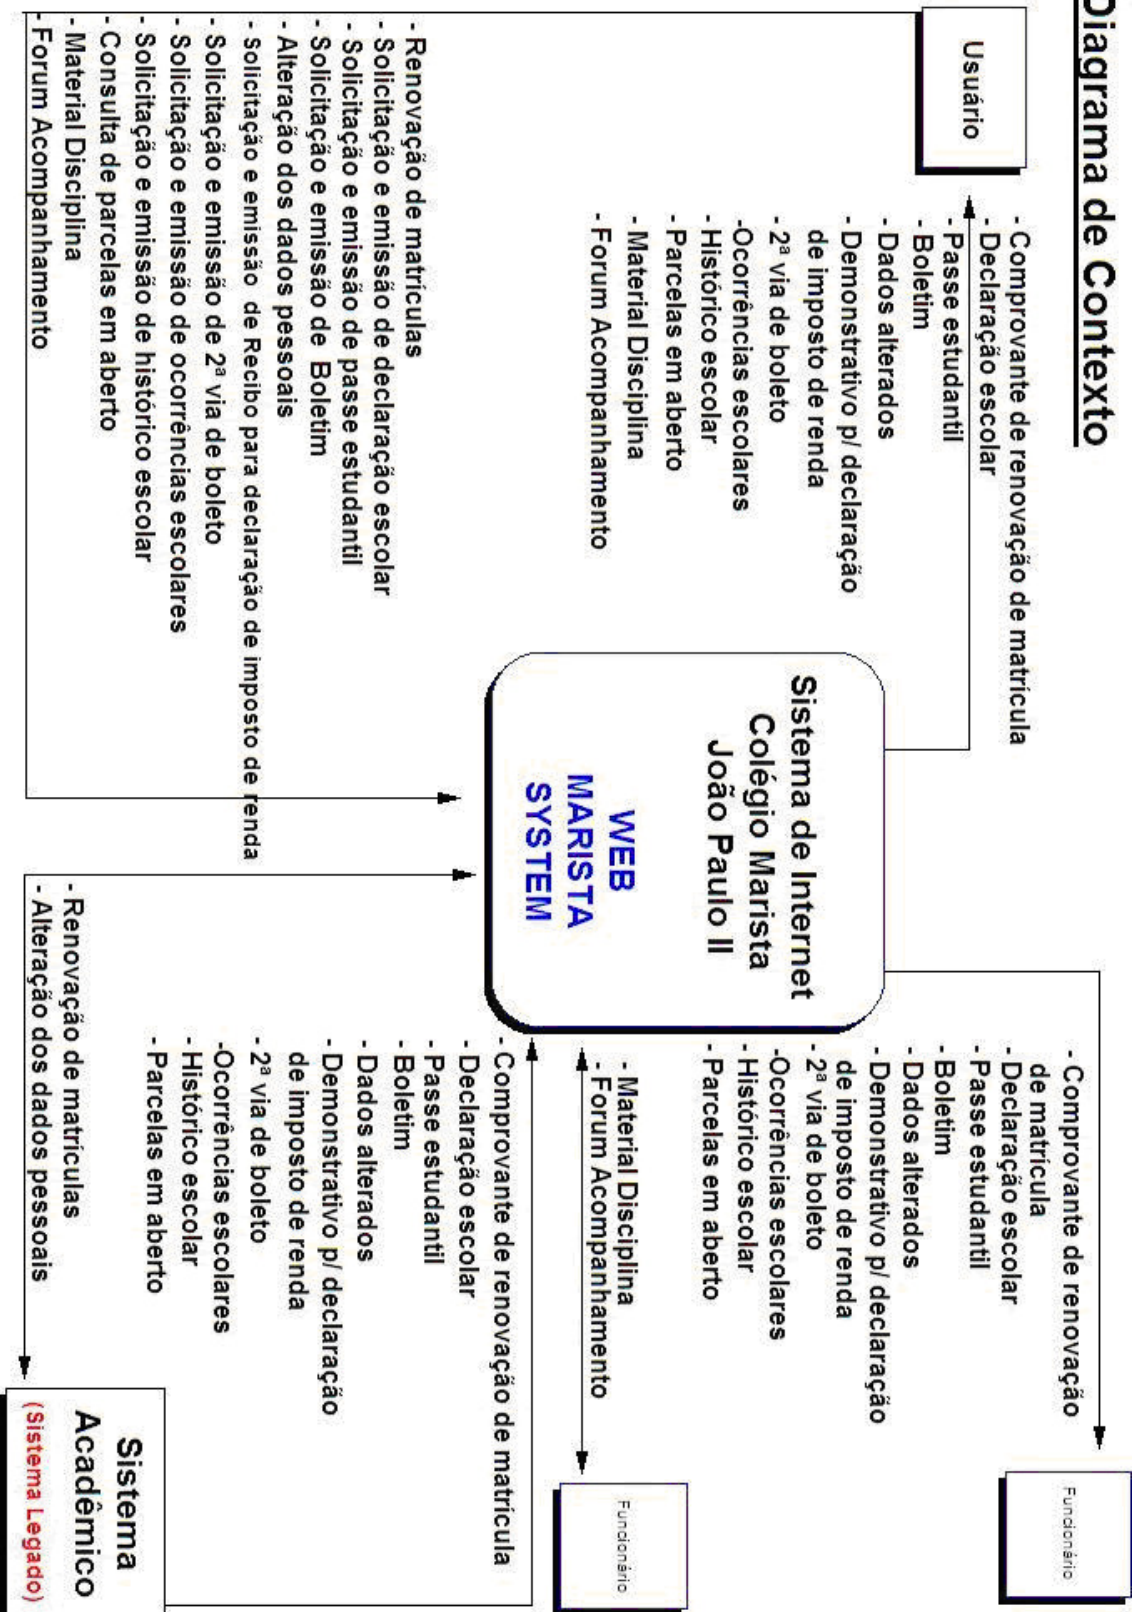 Diagrama de Contexto
Usuário
- Comprovante de renovação de matrícula
- Declaração escolar
- Passe estudantil
- Boletim
- Dados alterados
- Demonstrativo p/ declaração
de imposto de renda
- 2ª via de boleto
-Ocorrências escolares
- Histórico escolar
- Parcelas em aberto
- Material Disciplina
- Forum Acompanhamento
- Renovação de matrículas
- Solicitação e emissão de declaração escolar
- Solicitação e emissão de passe estudantil
- Solicitação e emissão de Boletim
- Alteração dos dados pessoais
- Solicitação e emissão de Recibo para declaração de imposto de renda
- Solicitação e emissão de 2ª via de boleto
- Solicitação e emissão de ocorrências escolares
- Solicitação e emissão de histórico escolar
- Consulta de parcelas em aberto
- Material Disciplina
- Forum Acompanhamento
Sistema de Internet
Colégio Marista
João Paulo II
WEB
MARISTA
SYSTEM
- Comprovante de renovação
de matrícula
- Declaração escolar
- Passe estudantil
- Boletim
- Dados alterados
- Demonstrativo p/ declaração
de imposto de renda
- 2ª via de boleto
-Ocorrências escolares
- Histórico escolar
- Parcelas em aberto
Funcionário
- Material Disciplina
- Forum Acompanhamento
Funcionário
- Comprovante de renovação de matrícula
- Declaração escolar
- Passe estudantil
- Boletim
- Dados alterados
- Demonstrativo p/ declaração
de imposto de renda
- 2ª via de boleto
-Ocorrências escolares
- Histórico escolar
- Parcelas em aberto
- Renovação de matrículas
- Alteração dos dados pessoais
Sistema
Acadêmico
(Sistema Legado)